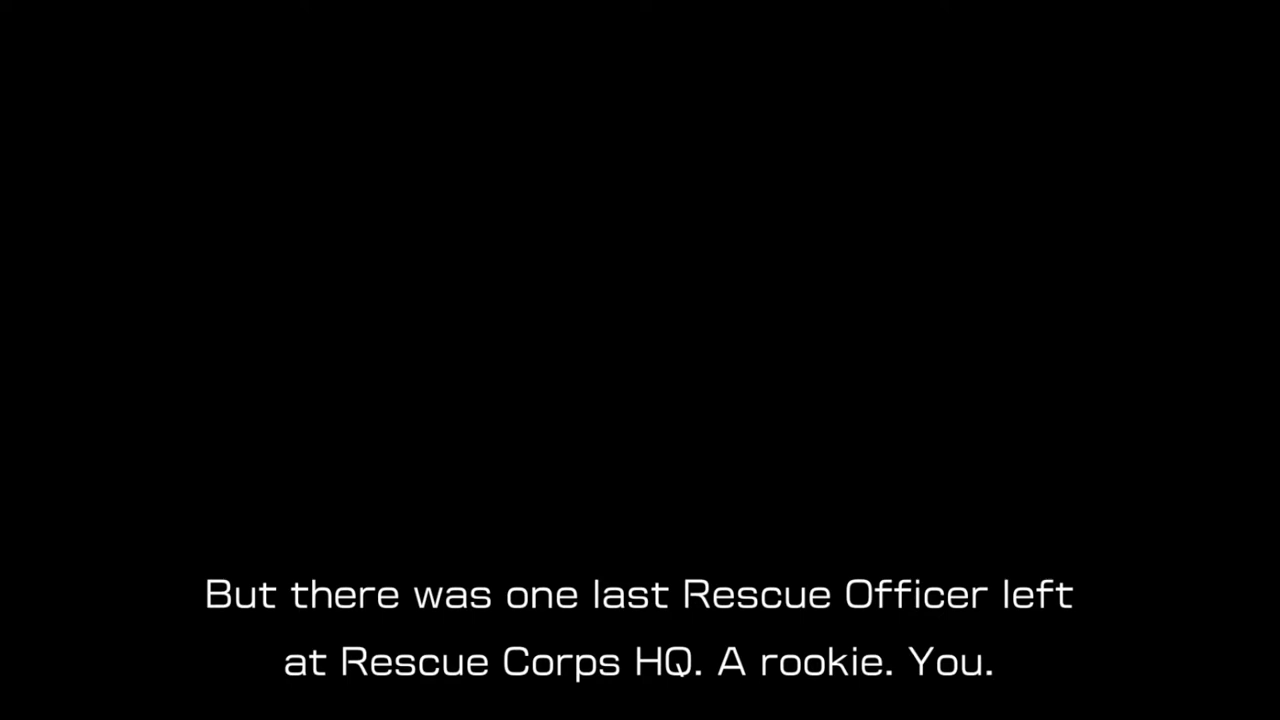 But there was one last Rescue Officer left
at Rescue Corps HQ. A rookie. You.